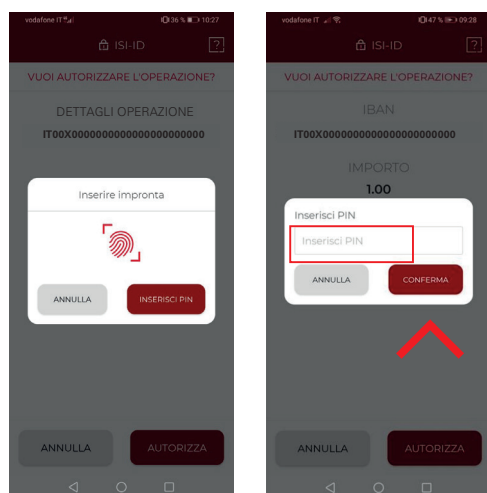 vodafone IT 36 % 10:27
ISI-ID ?
VUOI AUTORIZZARE L'OPERAZIONE?
DETTAGLI OPERAZIONE
IT00X0000000000000000000000
Inserire impronta
ANNULLA INSERISCI PIN
ANNULLA AUTORIZZA
vodafone IT 47 % 09:28
ISI-ID ?
VUOI AUTORIZZARE L'OPERAZIONE?
IBAN
IT00X0000000000000000000000
IMPORTO
1.00
Inserisci PIN
Inserisci PIN
ANNULLA CONFERMA
ANNULLA AUTORIZZA